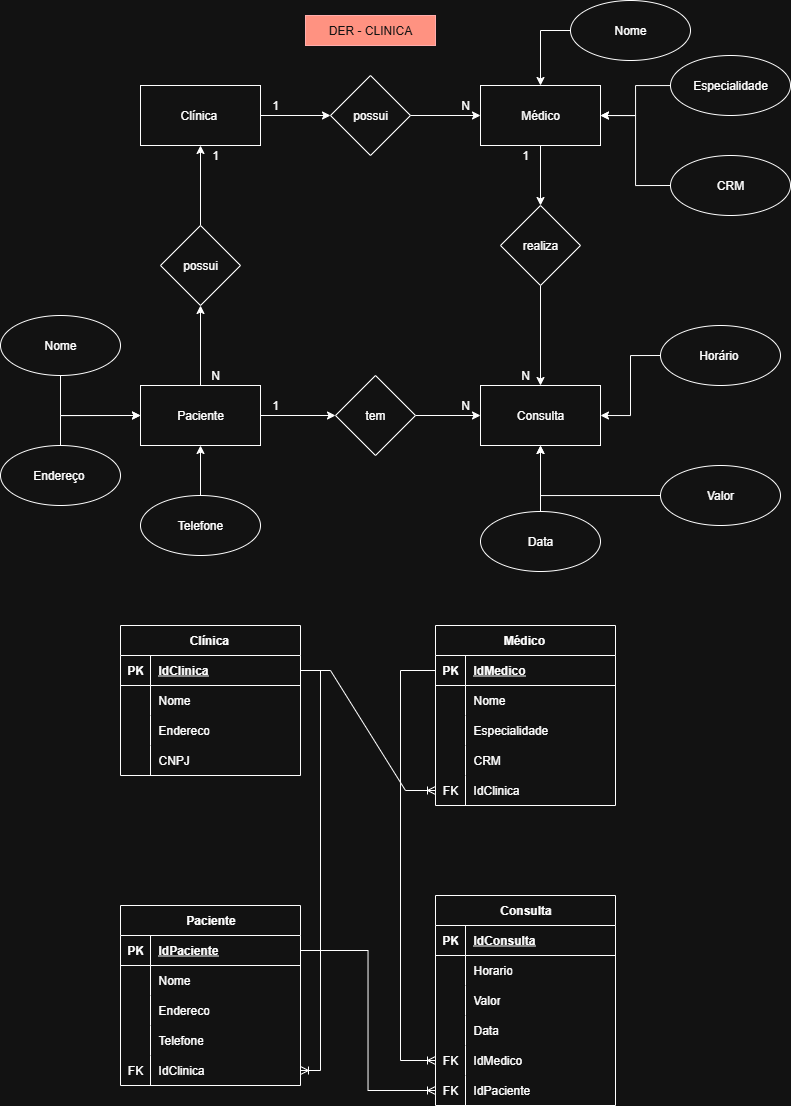 DER - CLINICA
Nome
Especialidade
Clínica
1
possui
N
Médico
1
1
CRM
possui
realiza
Nome
N
N
Horário
Paciente
1
tem
N
Consulta
Endereço
Telefone
Valor
Data
Clínica
PK IdClinica
Nome
Endereco
CNPJ
Médico
PK IdMedico
Nome
Especialidade
CRM
FK IdClinica
Paciente
PK IdPaciente
Nome
Endereco
Telefone
FK IdClinica
Consulta
PK IdConsulta
Horario
Valor
Data
FK IdMedico
FK IdPaciente